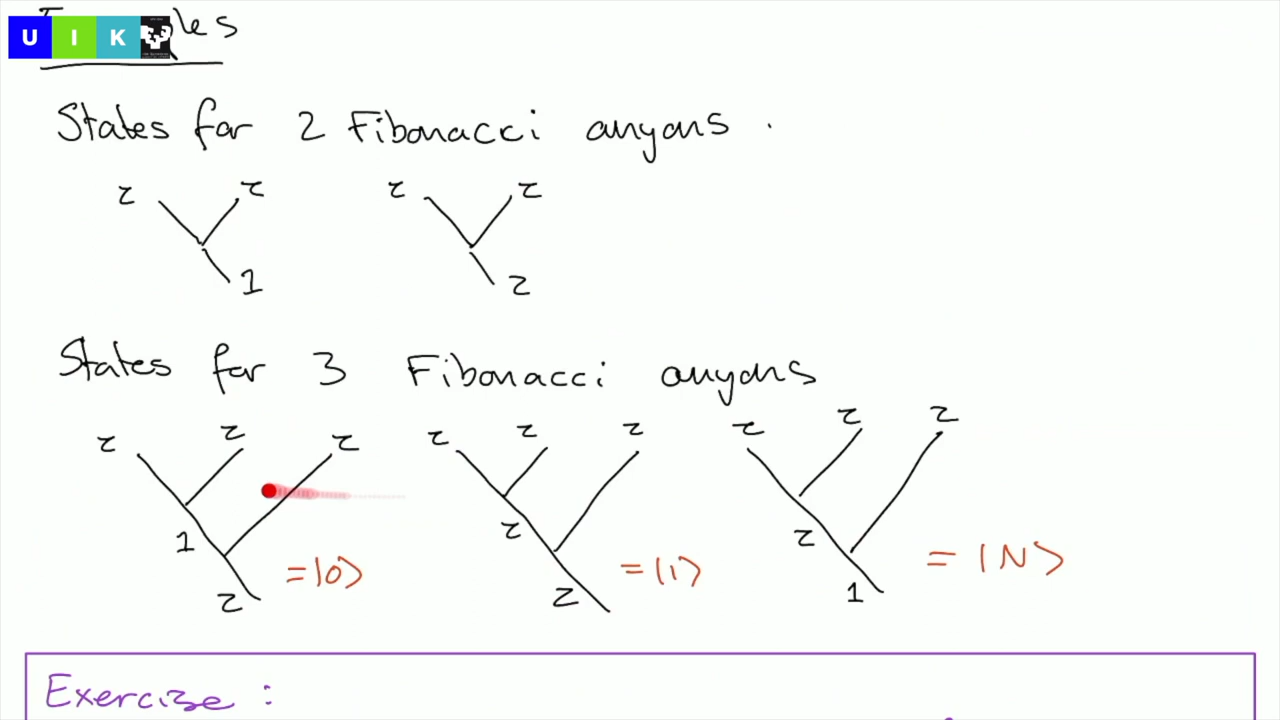 U I K
States for 2 Fibonacci anyons.
τ τ τ τ
1 τ
States for 3 Fibonacci anyons
τ τ τ τ τ τ τ τ τ
1 τ τ
τ =|0⟩ τ =|1⟩ 1 =|N⟩
Exercise: